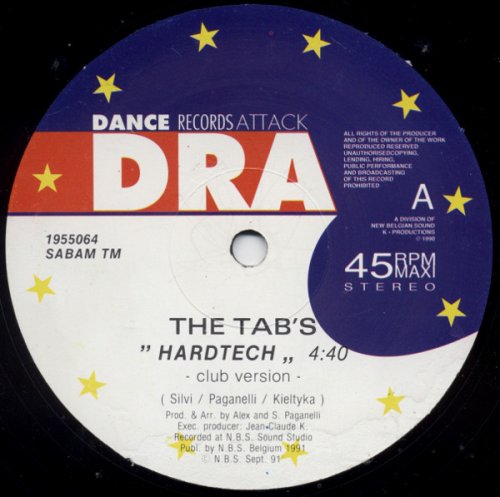 DANCE RECORDS ATTACK
DRA
ALL RIGHTS OF THE PRODUCER
AND OF THE OWNER OF THE WORK
REPRODUCED RESERVED
UNAUTHORISEDCOPYING,
LENDING, HIRING,
PUBLIC PERFORMANCE
AND BROADCASTING
OF THIS RECORD
PROHIBITED
A
A DIVISION OF
NEW BELGIAN SOUND
K - PRODUCTIONS
© 1990
1955064
SABAM TM
45 RPM
MAXI
STEREO
THE TAB'S
" HARDTECH „ 4:40
- club version -
( Silvi / Paganelli / Kieltyka )
Prod. & Arr. by Alex and S. Paganelli
Exec. producer: Jean-Claude K.
Recorded at N.B.S. Sound Studio
Publ. by N.B.S. Belgium 1991
© N.B.S. Sept. 91